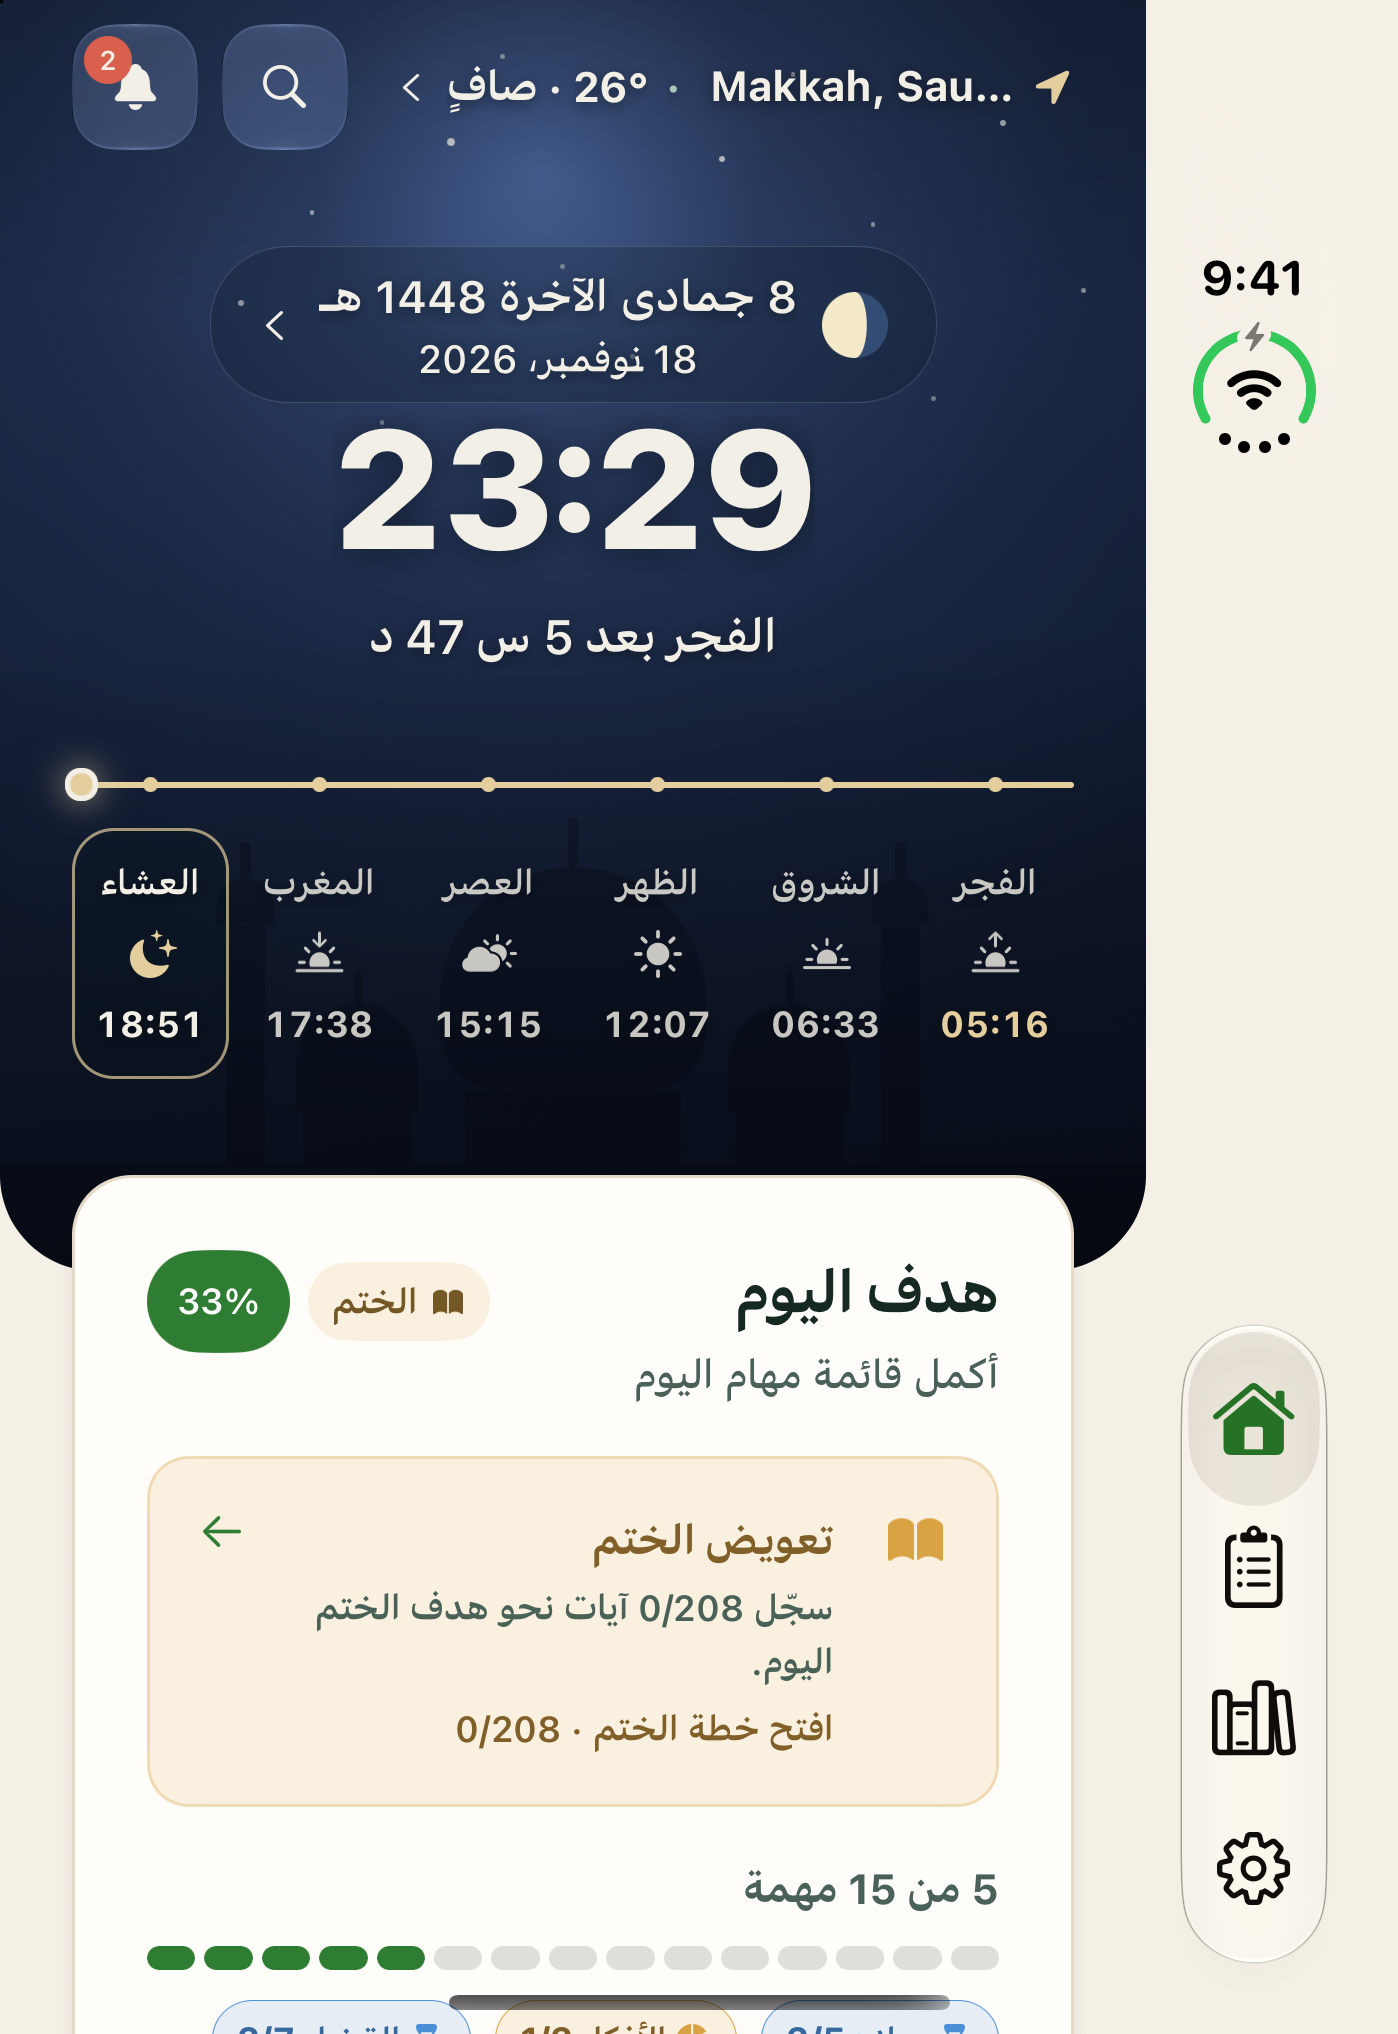 Makkah, Sau... • 26° · صافٍ
2
9:41
8 جمادى الآخرة 1448 هـ
18 نوفمبر، 2026
23:29
الفجر بعد 5 س 47 د
الفجر الشروق الظهر العصر المغرب العشاء
05:16 06:33 12:07 15:15 17:38 18:51
هدف اليوم
الختم
33%
أكمل قائمة مهام اليوم
تعويض الختم
سجّل 0/208 آيات نحو هدف الختم
اليوم.
افتح خطة الختم · 0/208
5 من 15 مهمة